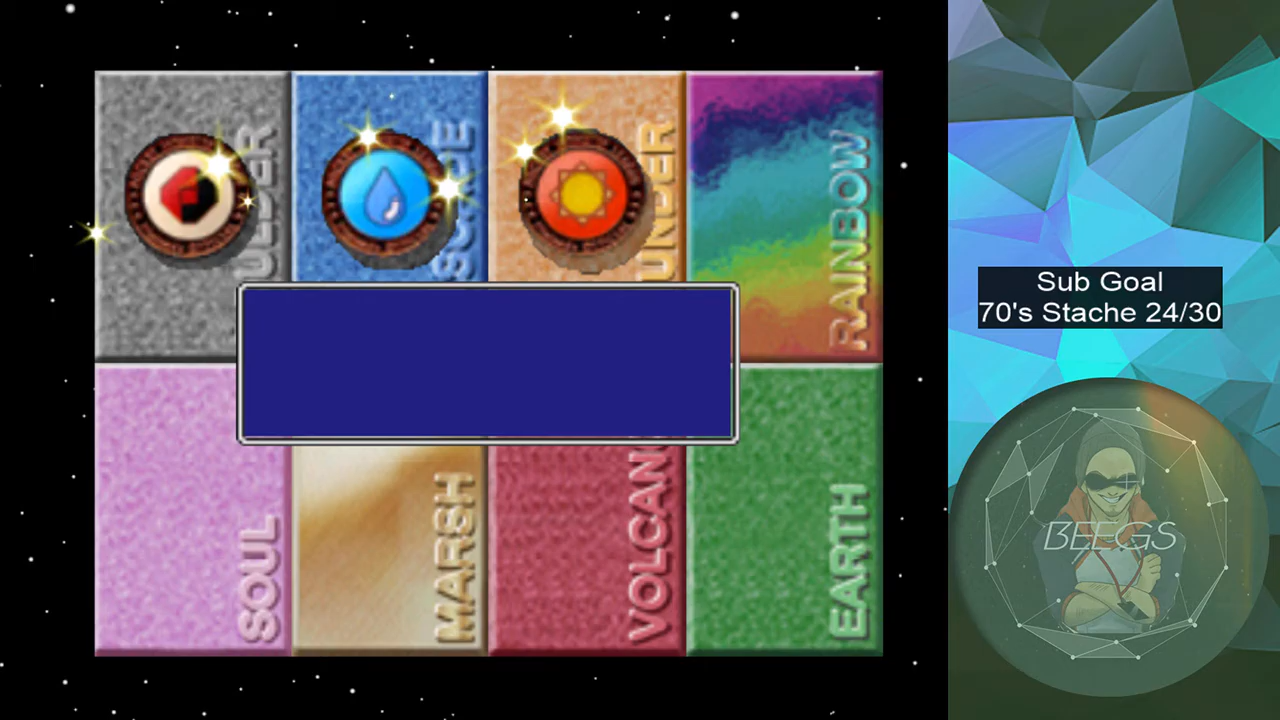 RAINBOW
SOUL
MARSH
VOLCANO
EARTH
Sub Goal
70's Stache 24/30
BEEGS